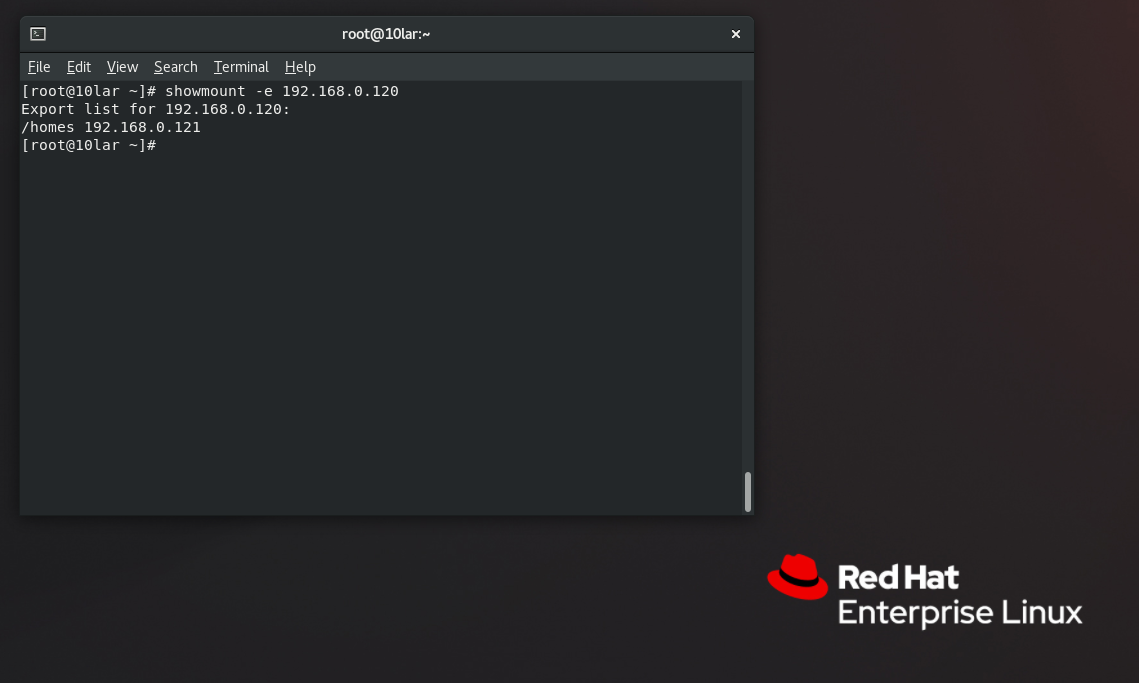 root@10lar:~
File Edit View Search Terminal Help
[root@10lar ~]# showmount -e 192.168.0.120
Export list for 192.168.0.120:
/homes 192.168.0.121
[root@10lar ~]#
Red Hat
Enterprise Linux